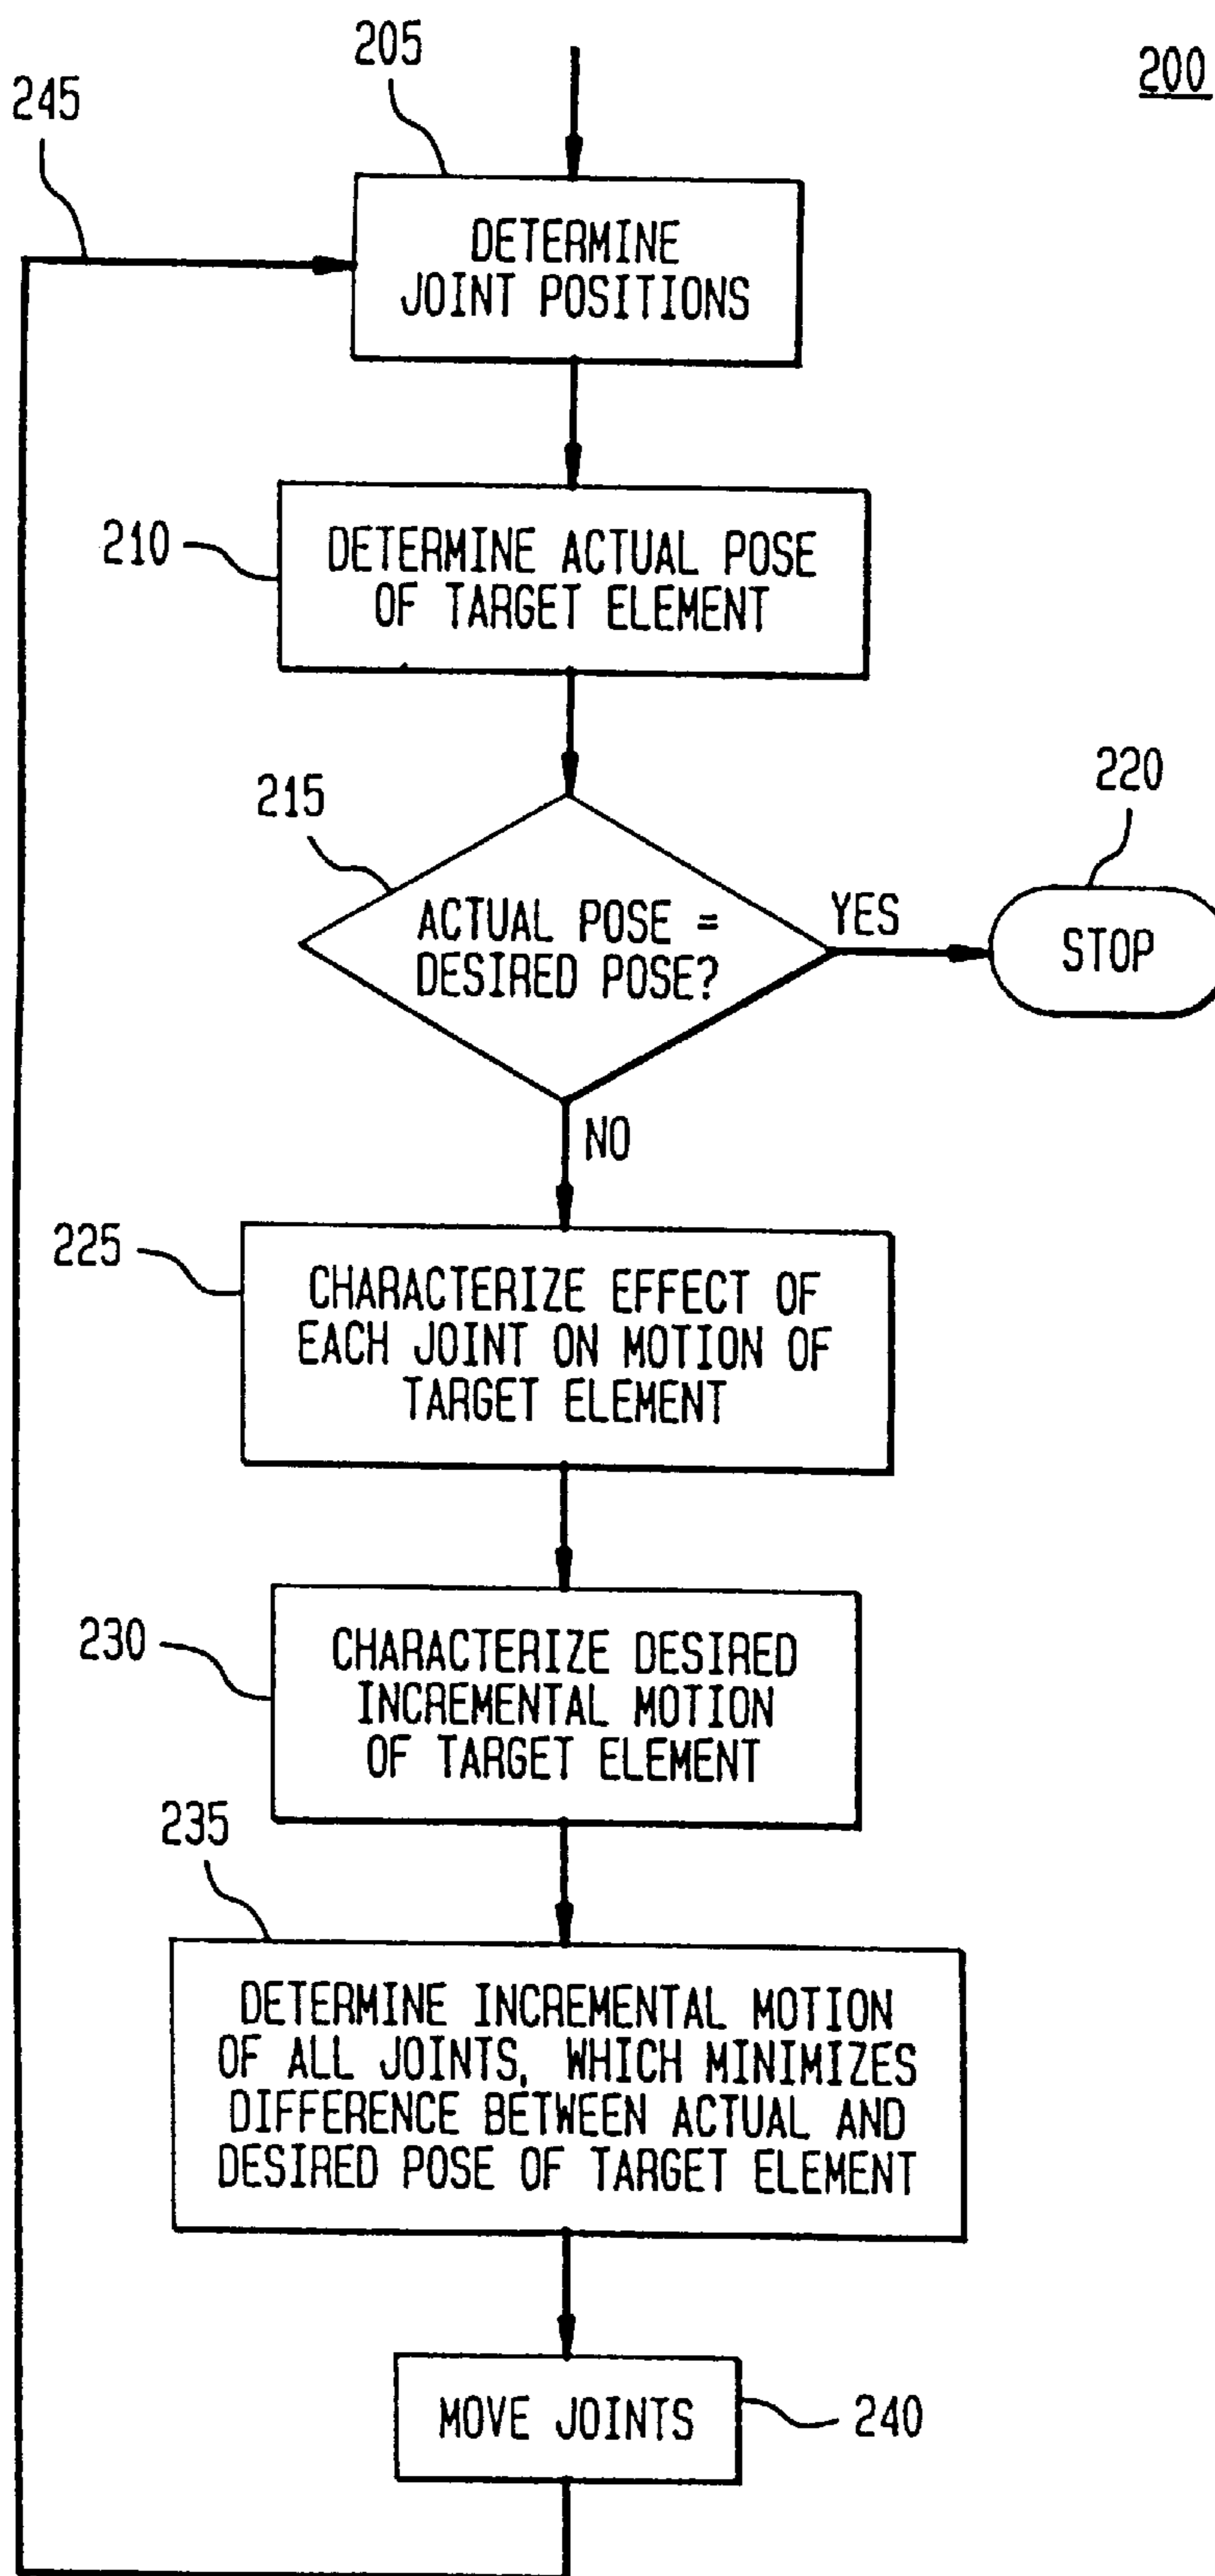 200
205
245
DETERMINE
JOINT POSITIONS
210
DETERMINE ACTUAL POSE
OF TARGET ELEMENT
215
220
ACTUAL POSE =
DESIRED POSE?
YES
STOP
NO
225
CHARACTERIZE EFFECT OF
EACH JOINT ON MOTION OF
TARGET ELEMENT
230
CHARACTERIZE DESIRED
INCREMENTAL MOTION
OF TARGET ELEMENT
235
DETERMINE INCREMENTAL MOTION
OF ALL JOINTS, WHICH MINIMIZES
DIFFERENCE BETWEEN ACTUAL AND
DESIRED POSE OF TARGET ELEMENT
MOVE JOINTS
240